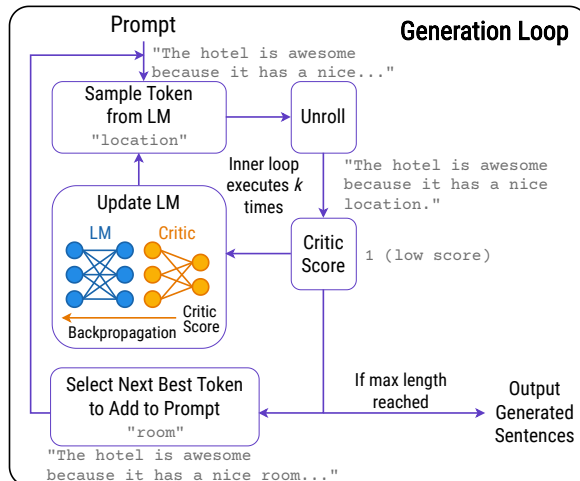 Generation Loop
Prompt
"The hotel is awesome
because it has a nice..."
Sample Token
from LM
"location"
Unroll
Inner loop
executes k
times
"The hotel is awesome
because it has a nice
location."
Update LM
LM
Critic
Critic
Score
Backpropagation
Critic
Score
1 (low score)
Select Next Best Token
to Add to Prompt
"room"
If max length
reached
Output
Generated
Sentences
"The hotel is awesome
because it has a nice room..."